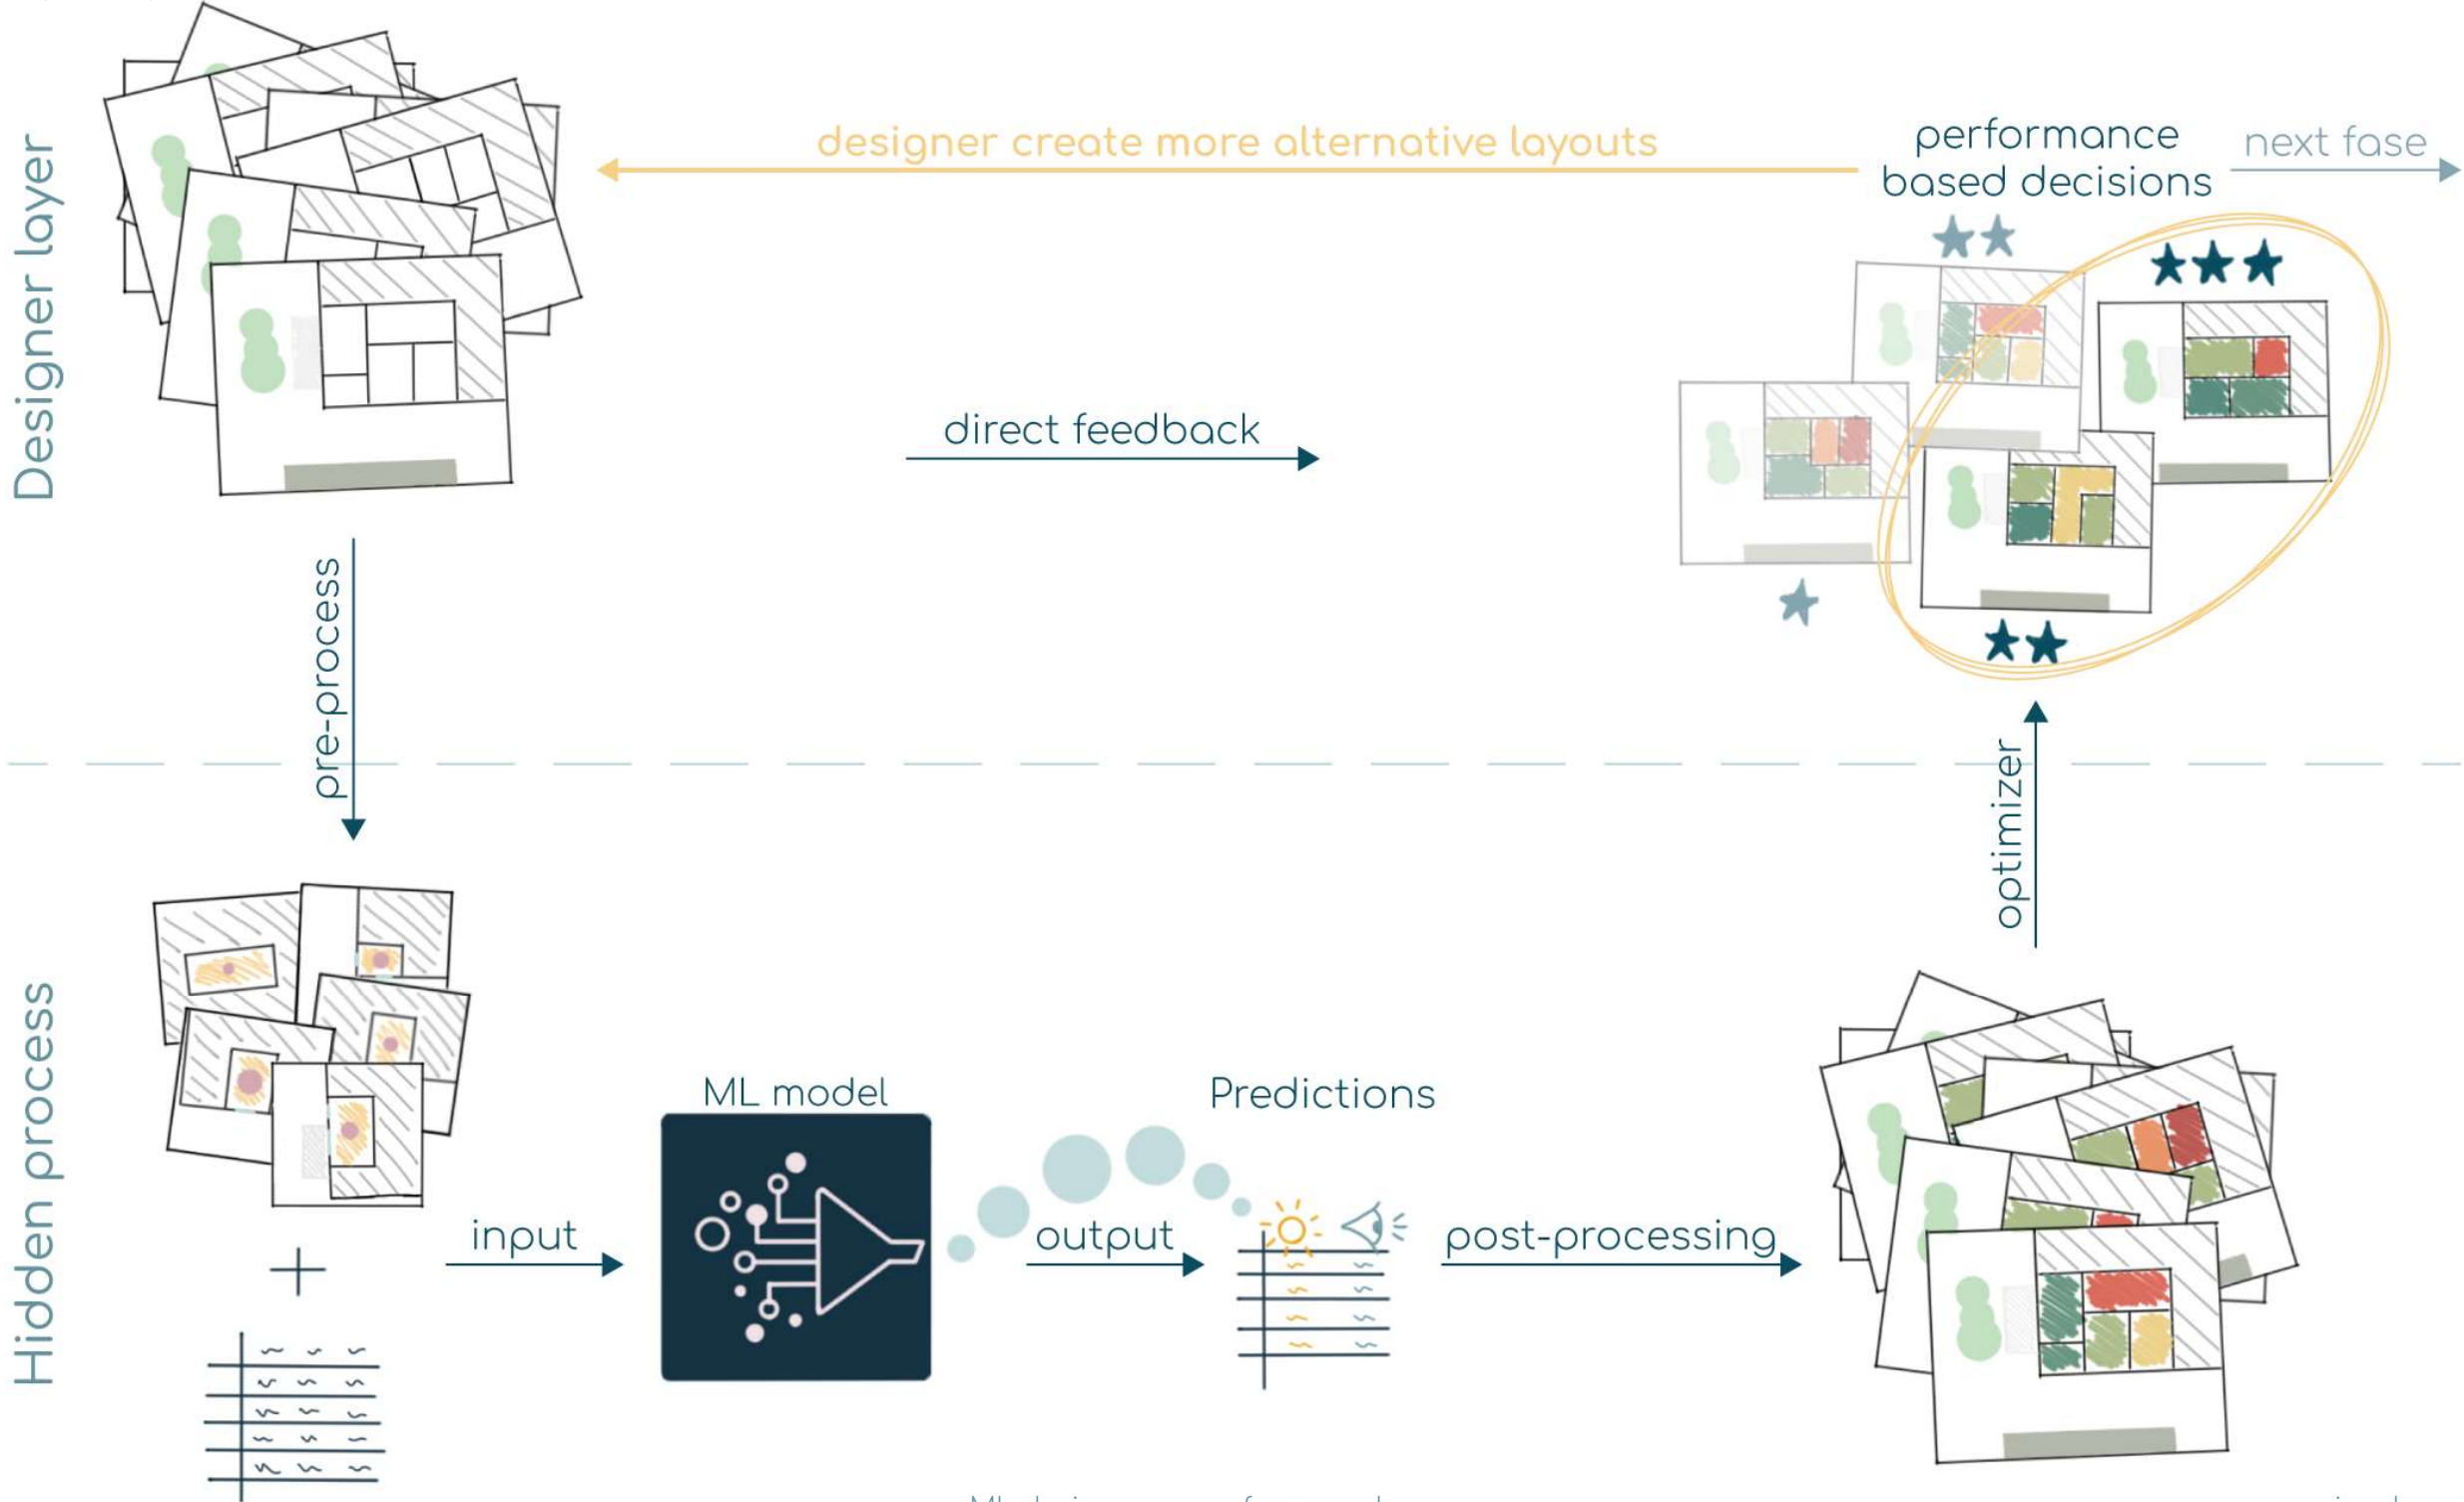 Designer layer
designer create more alternative layouts
performance
based decisions
next fase
direct feedback
pre-process
optimizer
Hidden process
ML model
Predictions
input
output
post-processing